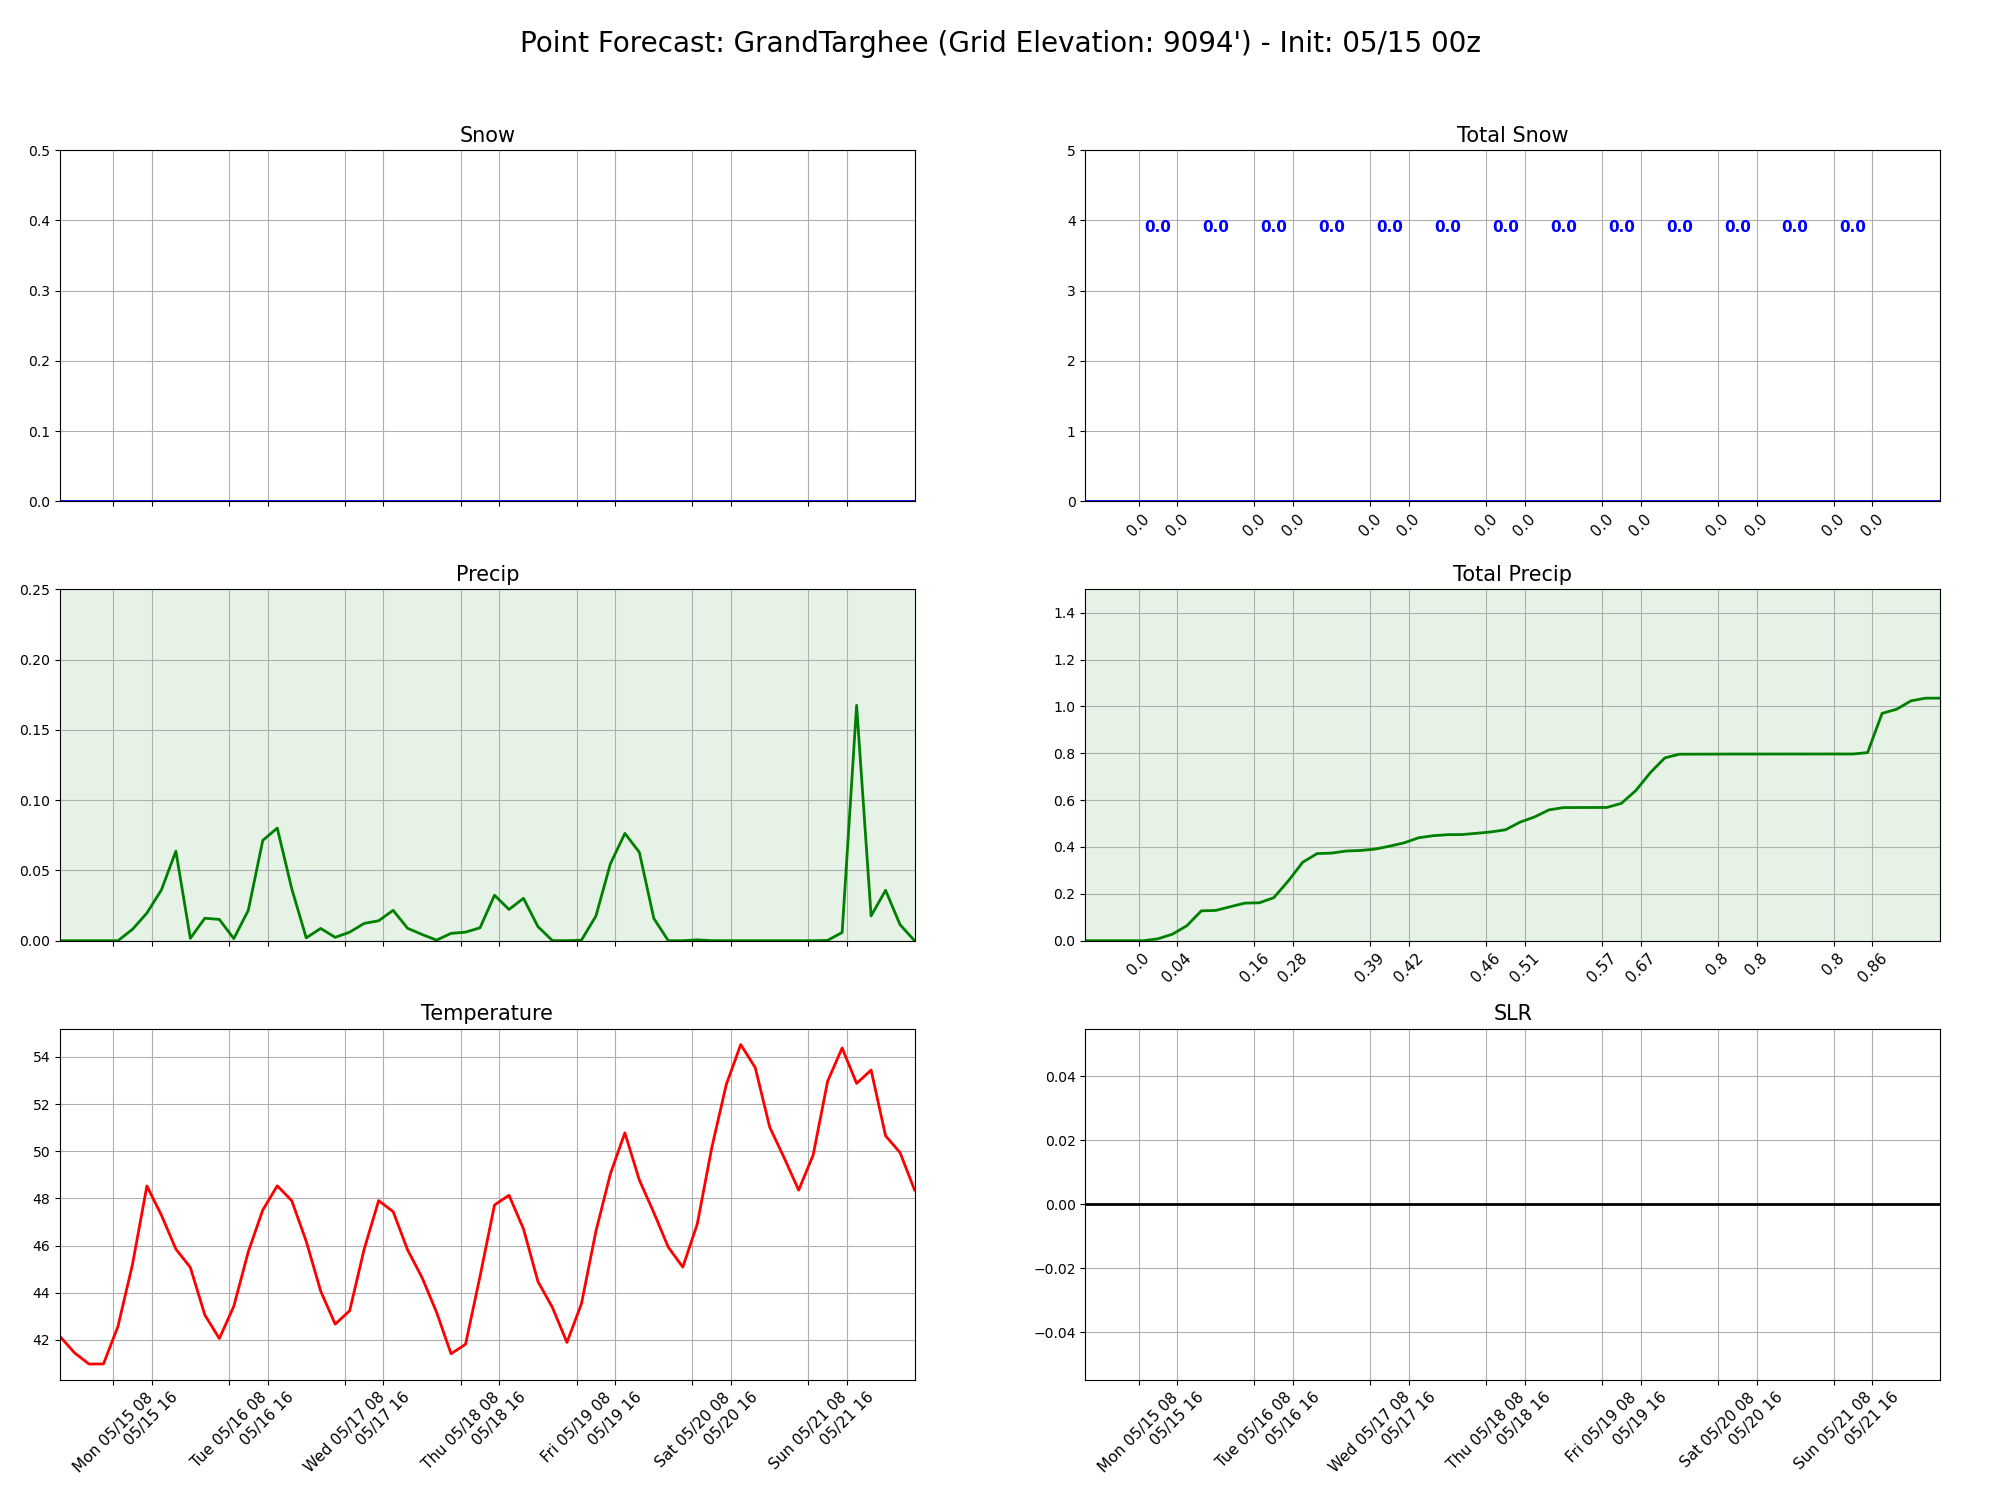 Point Forecast: GrandTarghee (Grid Elevation: 9094') - Init: 05/15 00z
Snow
0.5
0.4
0.3
0.2
0.1
0.0
Total Snow
5
4
3
2
1
0
0.0 0.0 0.0 0.0 0.0 0.0 0.0 0.0 0.0 0.0 0.0 0.0 0.0
0.0 0.0 0.0 0.0 0.0 0.0 0.0 0.0 0.0 0.0 0.0 0.0 0.0 0.0
Precip
0.25
0.20
0.15
0.10
0.05
0.00
Total Precip
1.4
1.2
1.0
0.8
0.6
0.4
0.2
0.0
0.0 0.04 0.16 0.28 0.39 0.42 0.46 0.51 0.57 0.67 0.8 0.8 0.8 0.86
Temperature
54
52
50
48
46
44
42
Mon 05/15 08
05/15 16
Tue 05/16 08
05/16 16
Wed 05/17 08
05/17 16
Thu 05/18 08
05/18 16
Fri 05/19 08
05/19 16
Sat 05/20 08
05/20 16
Sun 05/21 08
05/21 16
SLR
0.04
0.02
0.00
−0.02
−0.04
Mon 05/15 08
05/15 16
Tue 05/16 08
05/16 16
Wed 05/17 08
05/17 16
Thu 05/18 08
05/18 16
Fri 05/19 08
05/19 16
Sat 05/20 08
05/20 16
Sun 05/21 08
05/21 16